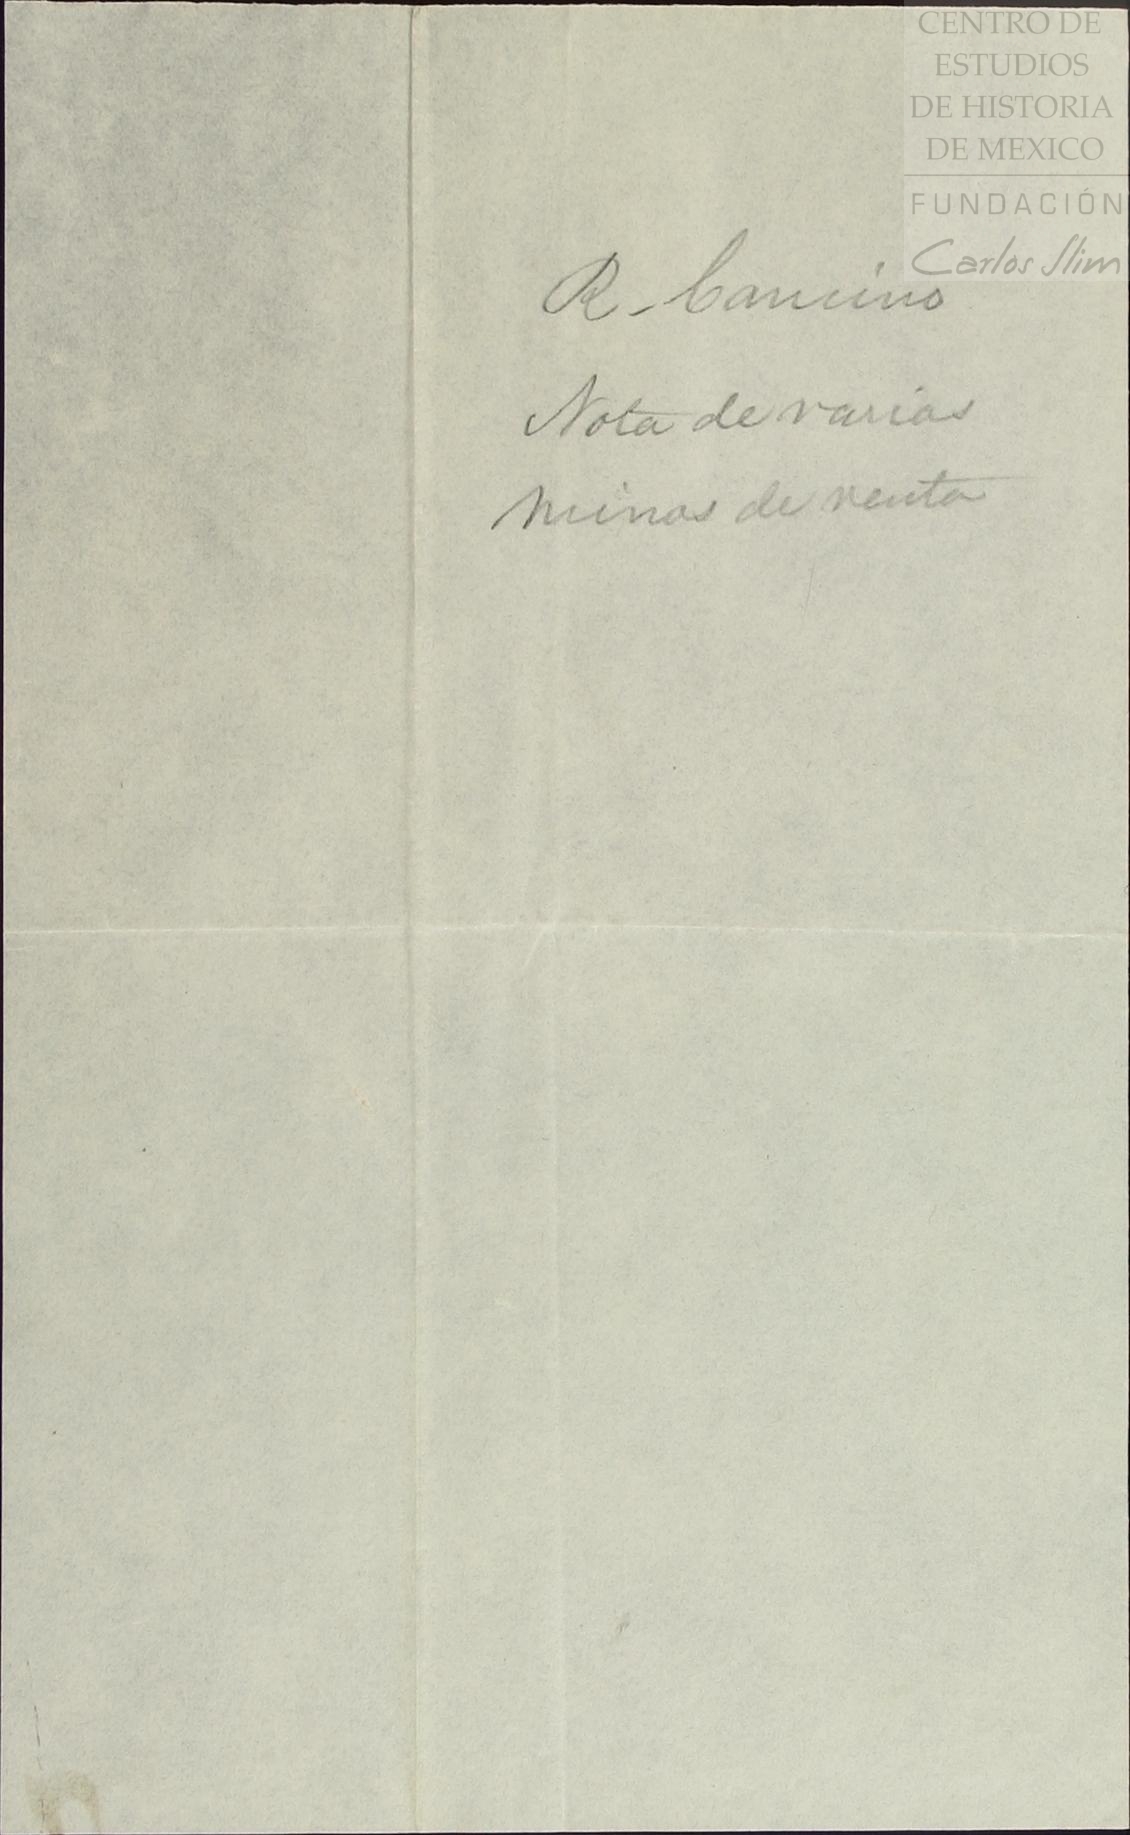 CENTRO DE
ESTUDIOS
DE HISTORIA
DE MEXICO
FUNDACIÓN
Carlos Slim
R. Cancino
Nota de varias
minas de venta